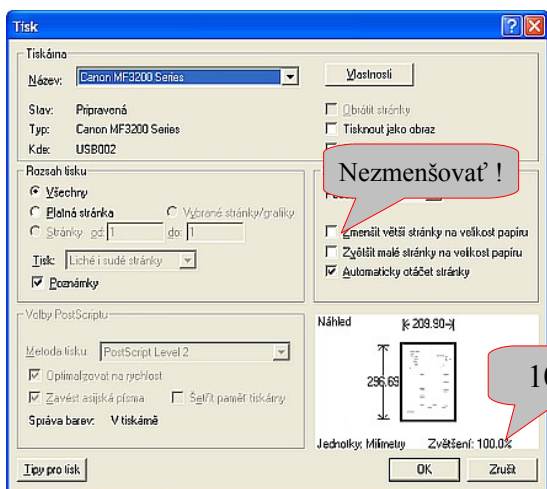 Tisk
Tiskárna
Název: Canon MF3200 Series
Vlastnosti
Stav: Připravená
Typ: Canon MF3200 Series
Kde: USB002
Obrátit stránky
Tisknout jako obraz
Nezmenšovať !
Rozsah tisku
Všechny
Platná stránka
Vybrané stránky/grafiky
Stránky od: 1 do: 1
Tisk: Liché i sudé stránky
Poznámky
Zmenšit větší stránky na velikost papíru
Zvětšit malé stránky na velikost papíru
Automaticky otáčet stránky
Volby PostScriptu
Metoda tisku: PostScript Level 2
Optimalizovat na rychlost
Zavést asijská písma
Šetřit paměť tiskárny
Správa barev: V tiskárně
Náhled
209.90
296.69
10
Jednotky: Milimetry Zvětšení: 100.0%
Tipy pro tisk
OK
Zrušit